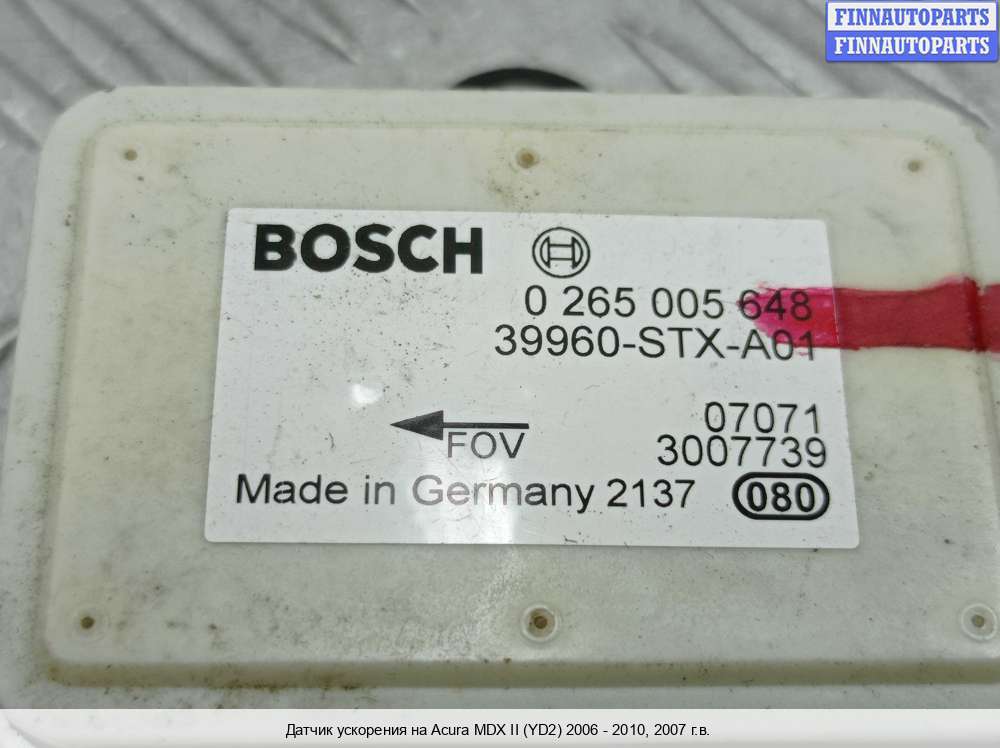 FINNAUTOPARTS
FINNAUTOPARTS
BOSCH
0 265 005 648
39960-STX-A01
07071
FOV
3007739
Made in Germany 2137 080
Датчик ускорения на Acura MDX II (YD2) 2006 - 2010, 2007 г.в.